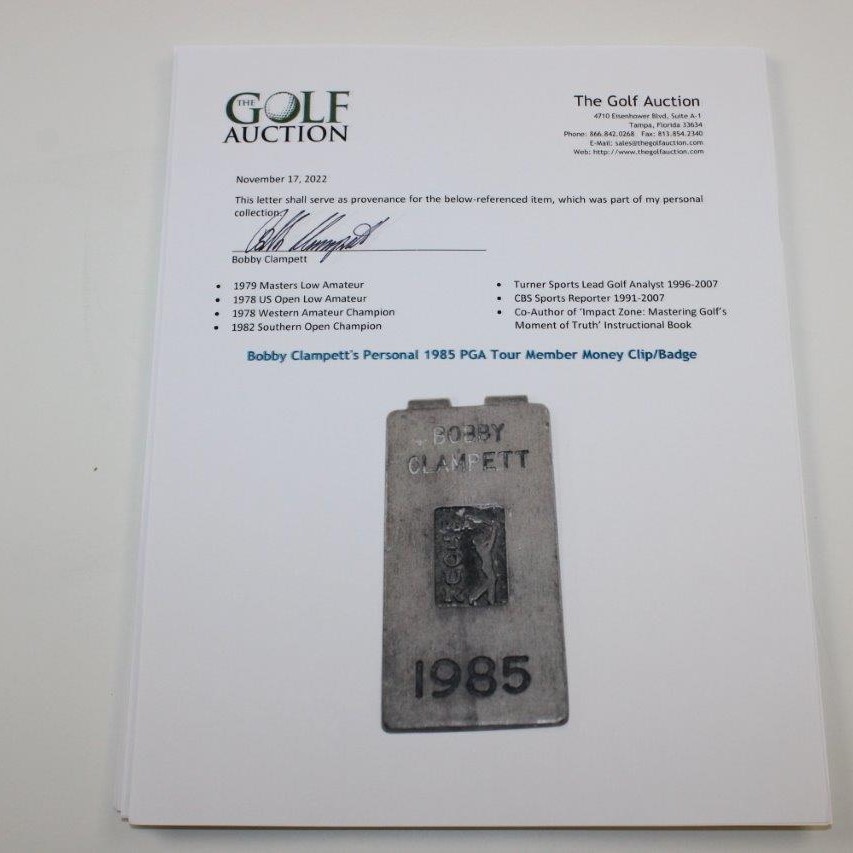 THE GOLF
AUCTION
The Golf Auction
4710 Eisenhower Blvd, Suite A-1
Tampa, Florida 33634
Phone: 866.842.0268 Fax: 813.854.2340
E-Mail: sales@thegolfauction.com
Web: http://www.thegolfauction.com
November 17, 2022
This letter shall serve as provenance for the below-referenced item, which was part of my personal
collection.
Bobby Clampett
Bobby Clampett
• 1979 Masters Low Amateur
• 1978 US Open Low Amateur
• 1978 Western Amateur Champion
• 1982 Southern Open Champion
• Turner Sports Lead Golf Analyst 1996-2007
• CBS Sports Reporter 1991-2007
• Co-Author of 'Impact Zone: Mastering Golf's
Moment of Truth' Instructional Book
Bobby Clampett's Personal 1985 PGA Tour Member Money Clip/Badge
BOBBY
CLAMPETT
PGA
TOUR
1985